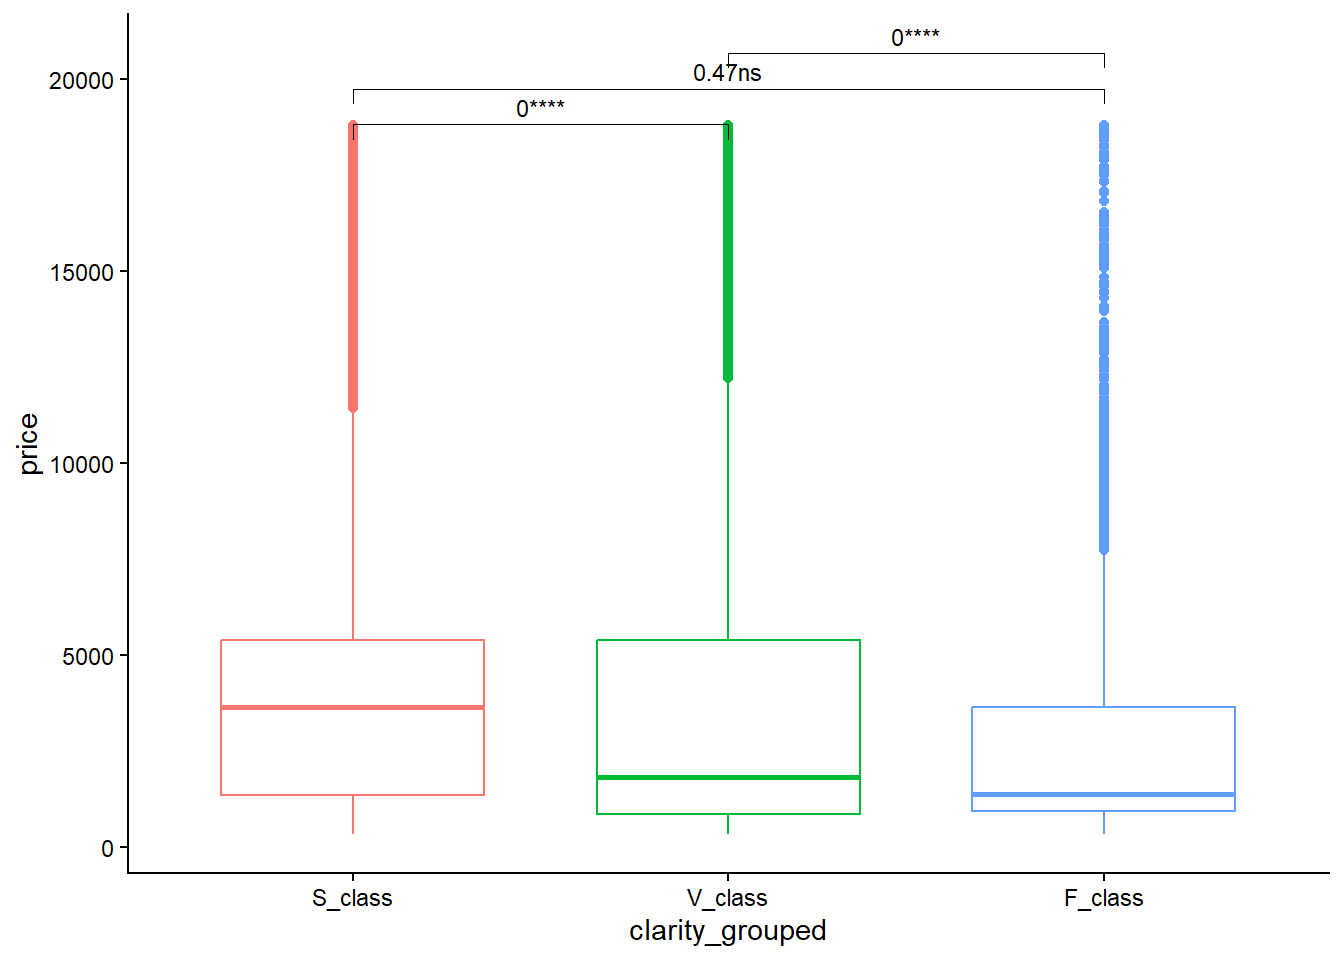 0****
0.47ns
0****
20000
15000
10000
5000
0
price
S_class
V_class
F_class
clarity_grouped